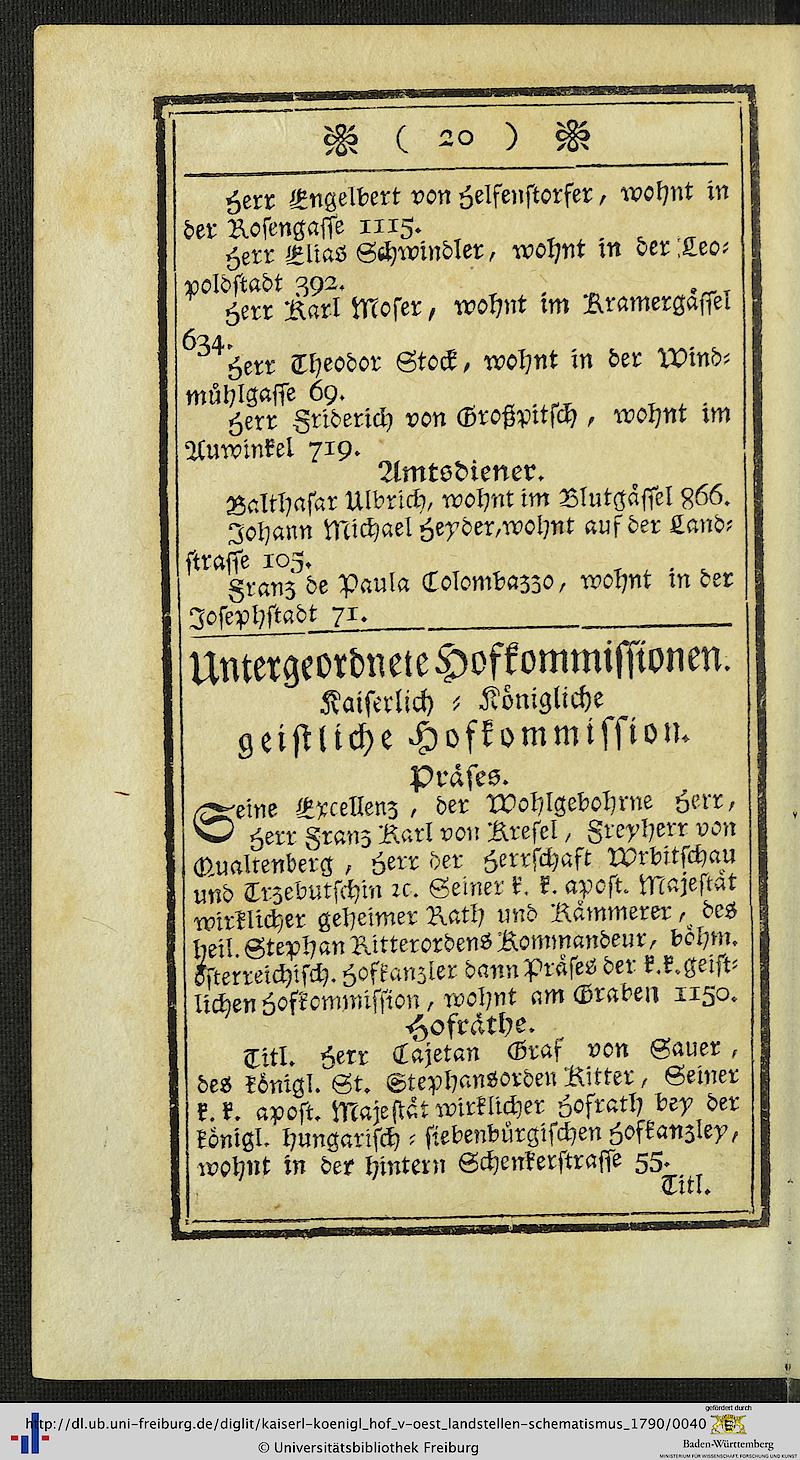 ( 20 )
Herr Engelbert von Helfenstorfer, wohnt in
der Rosengasse 1115.
Herr Elias Schwindler, wohnt in der Leo⸗
poldstadt 392.
Herr Karl Moser, wohnt im Kramergässel
634.
Herr Theodor Stock, wohnt in der Wind⸗
mühlgasse 69.
Herr Friderich von Großpitsch, wohnt im
Auwinkel 719.
Amtsdiener.
Balthasar Ulbrich, wohnt im Blutgässel 866.
Johann Michael Heyder, wohnt auf der Land⸗
strasse 105.
Franz de Paula Colombazzo, wohnt in der
Josephstadt 71.
Untergeordnete Hofkommissionen.
Kaiserlich ⸗ Königliche
geistliche Hofkommission.
Präses.
Seine Excellenz, der Wohlgebohrne Herr,
Herr Franz Karl von Kresel, Freyherr von
Qualtenberg, Herr der Herrschaft Wrbitschau
und Trzebutschin ꝛc. Seiner k. k. apost. Majestät
wirklicher geheimer Rath und Kämmerer, des
heil. Stephan Ritterordens Kommandeur, böhm.
österreichisch. Hofkanzler dann Präses der k. k. geist⸗
lichen Hofkommission, wohnt am Graben 1150.
Hofräthe.
Titl. Herr Cajetan Graf von Sauer,
des königl. St. Stephansorden Ritter, Seiner
k. k. apost. Majestät wirklicher Hofrath bey der
königl. hungarisch ⸗ siebenbürgischen Hofkanzley,
wohnt in der hintern Schenkerstrasse 55.
Titl.
http://dl.ub.uni-freiburg.de/diglit/kaiserl-koenigl_hof_v-oest_landstellen-schematismus_1790/0040
© Universitätsbibliothek Freiburg
gefördert durch
Baden-Württemberg
MINISTERIUM FÜR WISSENSCHAFT, FORSCHUNG UND KUNST